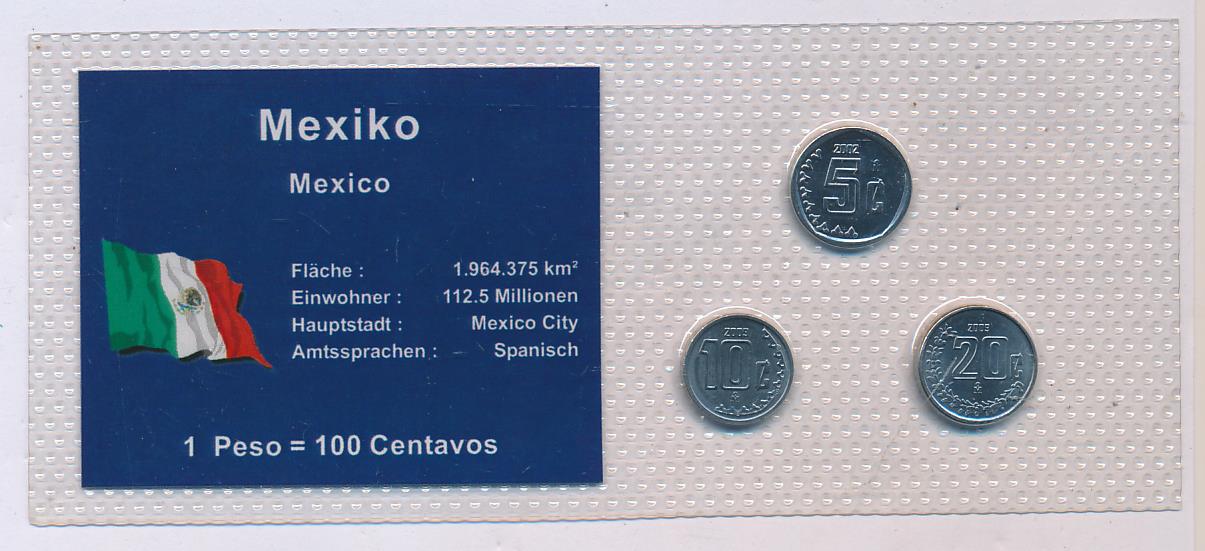 Mexiko
Mexico
Fläche : 1.964.375 km²
Einwohner : 112.5 Millionen
Hauptstadt : Mexico City
Amtssprachen : Spanisch
1 Peso = 100 Centavos
2002
5 ¢
2009
10 ¢
2009
20 ¢